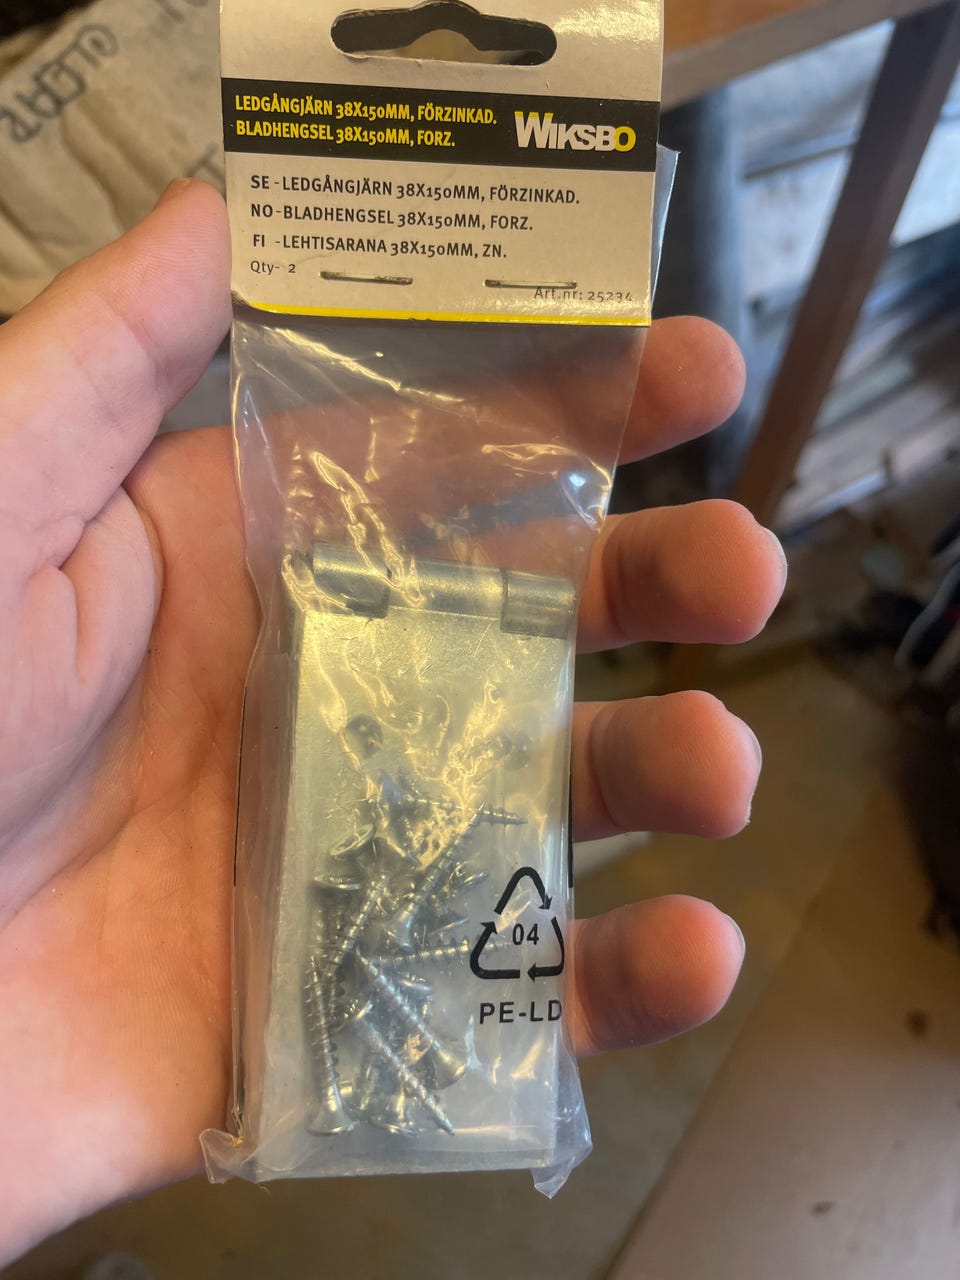 LEDGÅNGJÄRN 38X150MM, FÖRZINKAD.
BLADHENGSEL 38X150MM, FORZ.
WIKSBO
SE - LEDGÅNGJÄRN 38X150MM, FÖRZINKAD.
NO - BLADHENGSEL 38X150MM, FORZ.
FI - LEHTISARANA 38X150MM, ZN.
Qty- 2
Art.nr: 25234
04
PE-LD